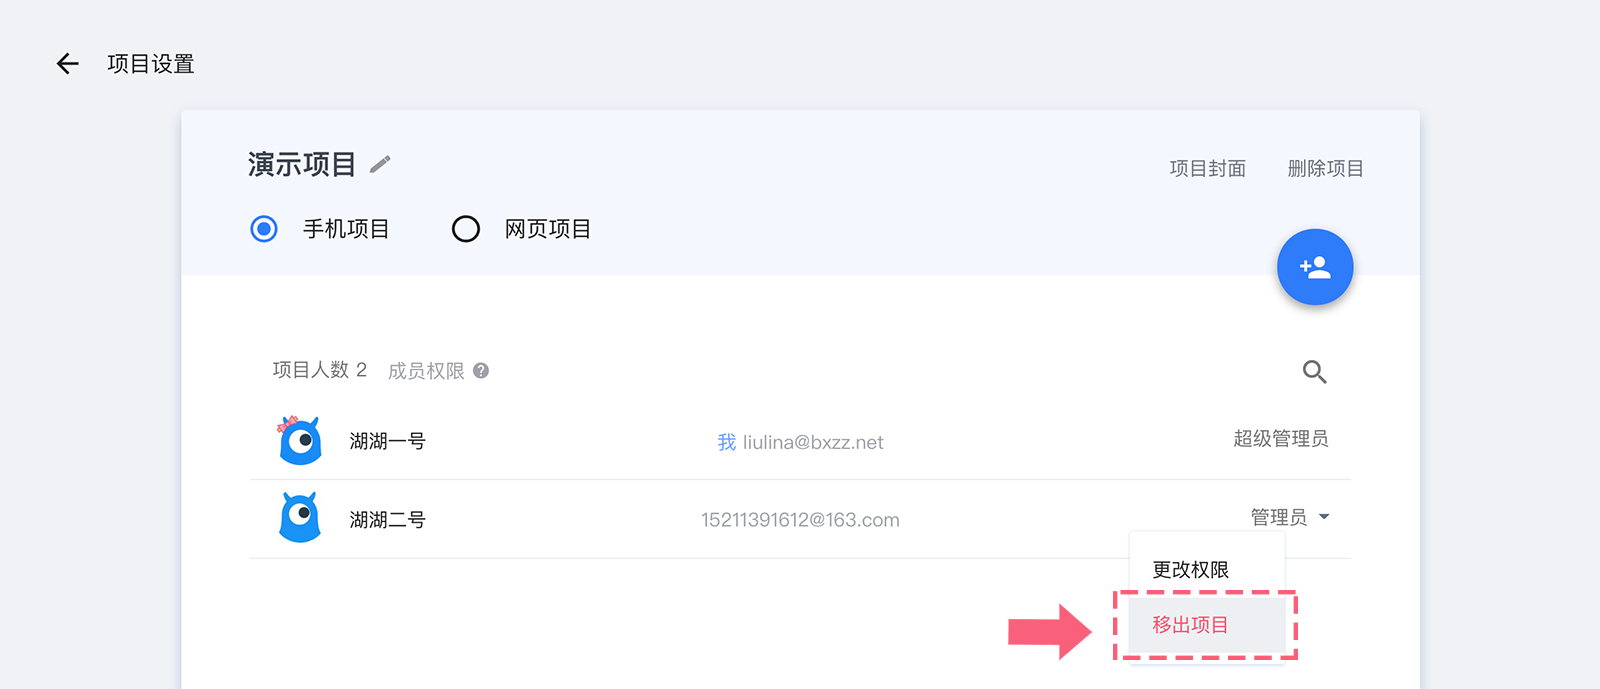 项目设置
演示项目
项目封面 删除项目
手机项目 网页项目
项目人数 2 成员权限
湖湖一号 我 liulina@bxzz.net 超级管理员
湖湖二号 15211391612@163.com 管理员
更改权限
移出项目